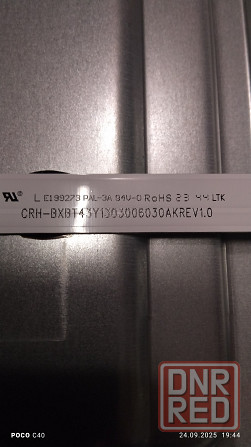 L E199273 PAL-3A 94V-0 RoHS 23 44 LTK
CRH-BXBT43Y1303006030AKREV1.0
DNR
RED
POCO C40
24.09.2025 19:44